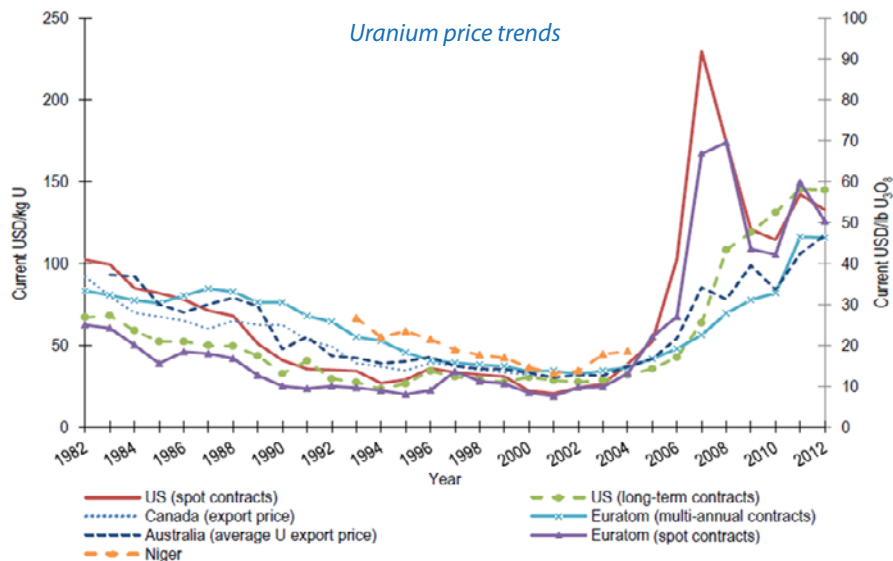 Uranium price trends
250
200
150
100
50
0
Current USD/kg U
100
90
80
70
60
50
40
30
20
10
0
Current USD/lb U₃O₈
1982 1984 1986 1988 1990 1992 1994 1996 1998 2000 2002 2004 2006 2008 2010 2012
Year
US (spot contracts) US (long-term contracts)
Canada (export price) Euratom (multi-annual contracts)
Australia (average U export price) Euratom (spot contracts)
Niger